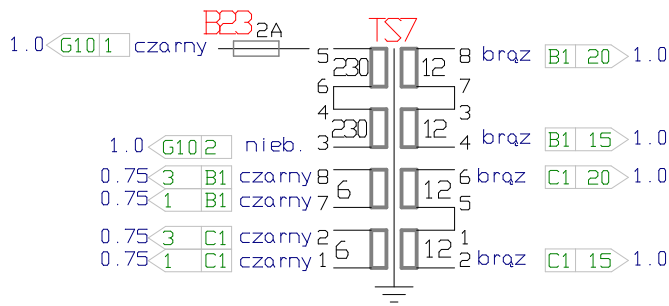 B23 2A TS7
1.0 G10 1 czarny 5 230 12 8 brąz B1 20 1.0
6 7
4 3
1.0 G10 2 nieb. 3 230 12 4 brąz B1 15 1.0
0.75 3 B1 czarny 8 6 12 6 brąz C1 20 1.0
0.75 1 B1 czarny 7 5
0.75 3 C1 czarny 2 6 12 1
0.75 1 C1 czarny 1 2 brąz C1 15 1.0